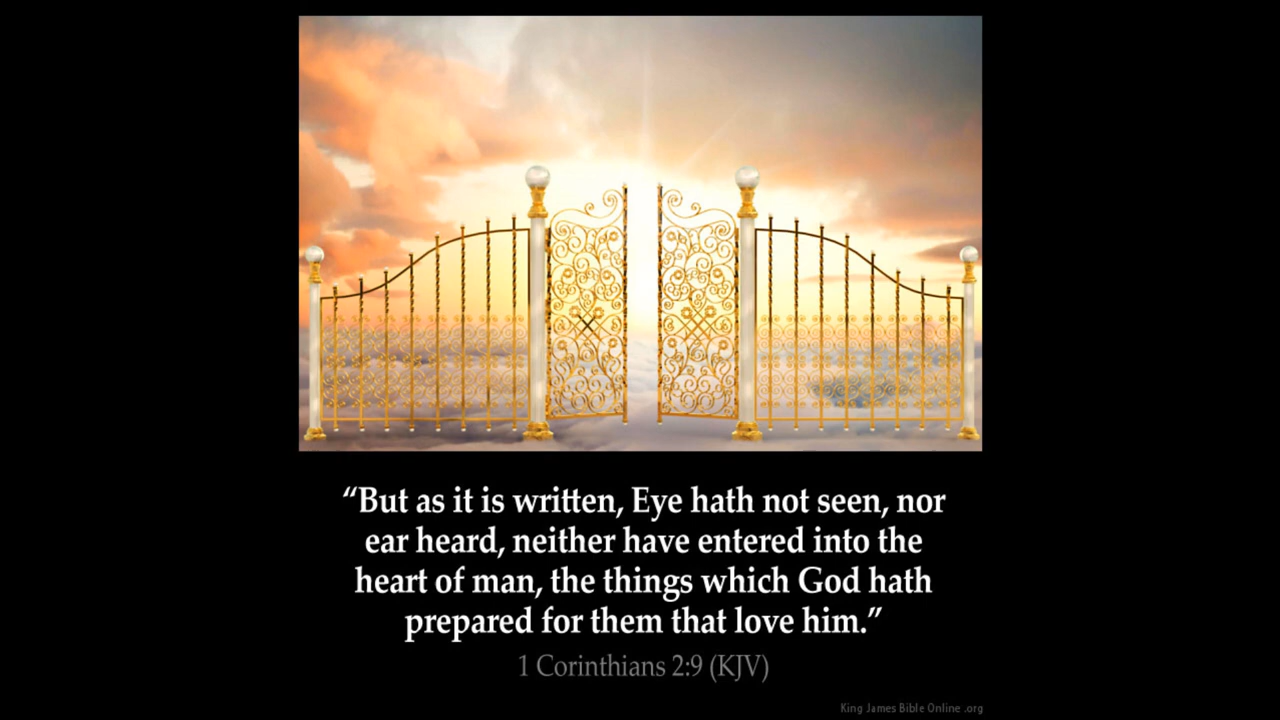 “But as it is written, Eye hath not seen, nor
ear heard, neither have entered into the
heart of man, the things which God hath
prepared for them that love him.”
1 Corinthians 2:9 (KJV)
King James Bible Online .org